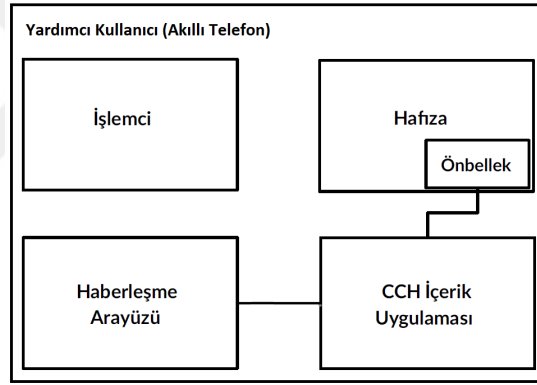 Yardımcı Kullanıcı (Akıllı Telefon)
İşlemci
Hafıza
Önbellek
Haberleşme
Arayüzü
CCH İçerik
Uygulaması